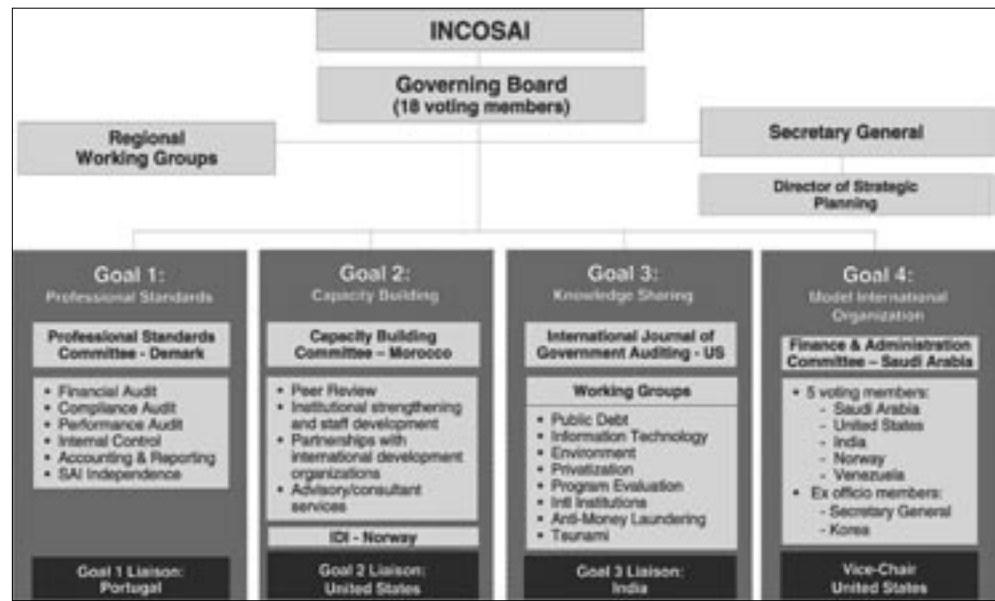 INCOSAI
Governing Board
(18 voting members)
Regional
Working Groups
Secretary General
Director of Strategic
Planning
Goal 1:
Professional Standards
Professional Standards
Committee - Demark
• Financial Audit
• Compliance Audit
• Performance Audit
• Internal Control
• Accounting & Reporting
• SAI Independence
Goal 1 Liaison:
Portugal
Goal 2:
Capacity Building
Capacity Building
Committee – Morocco
• Peer Review
• Institutional strengthening
and staff development
• Partnerships with
international development
organizations
• Advisory/consultant
services
IDI - Norway
Goal 2 Liaison:
United States
Goal 3:
Knowledge Sharing
International Journal of
Government Auditing - US
Working Groups
• Public Debt
• Information Technology
• Environment
• Privatization
• Program Evaluation
• Intl Institutions
• Anti-Money Laundering
• Tsunami
Goal 3 Liaison:
India
Goal 4:
Model International
Organization
Finance & Administration
Committee – Saudi Arabia
• 5 voting members:
- Saudi Arabia
- United States
- India
- Norway
- Venezuela
• Ex officio members:
- Secretary General
- Korea
Vice-Chair
United States